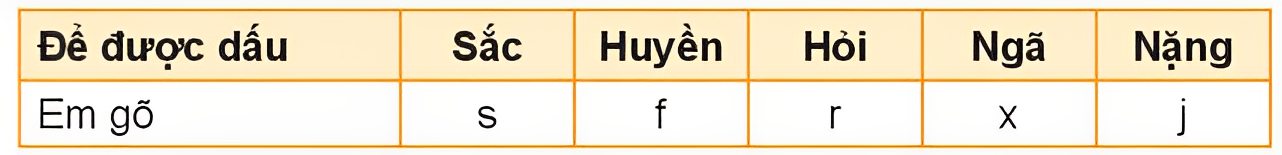 Để được dấu Sắc Huyền Hỏi Ngã Nặng
Em gõ s f r x j